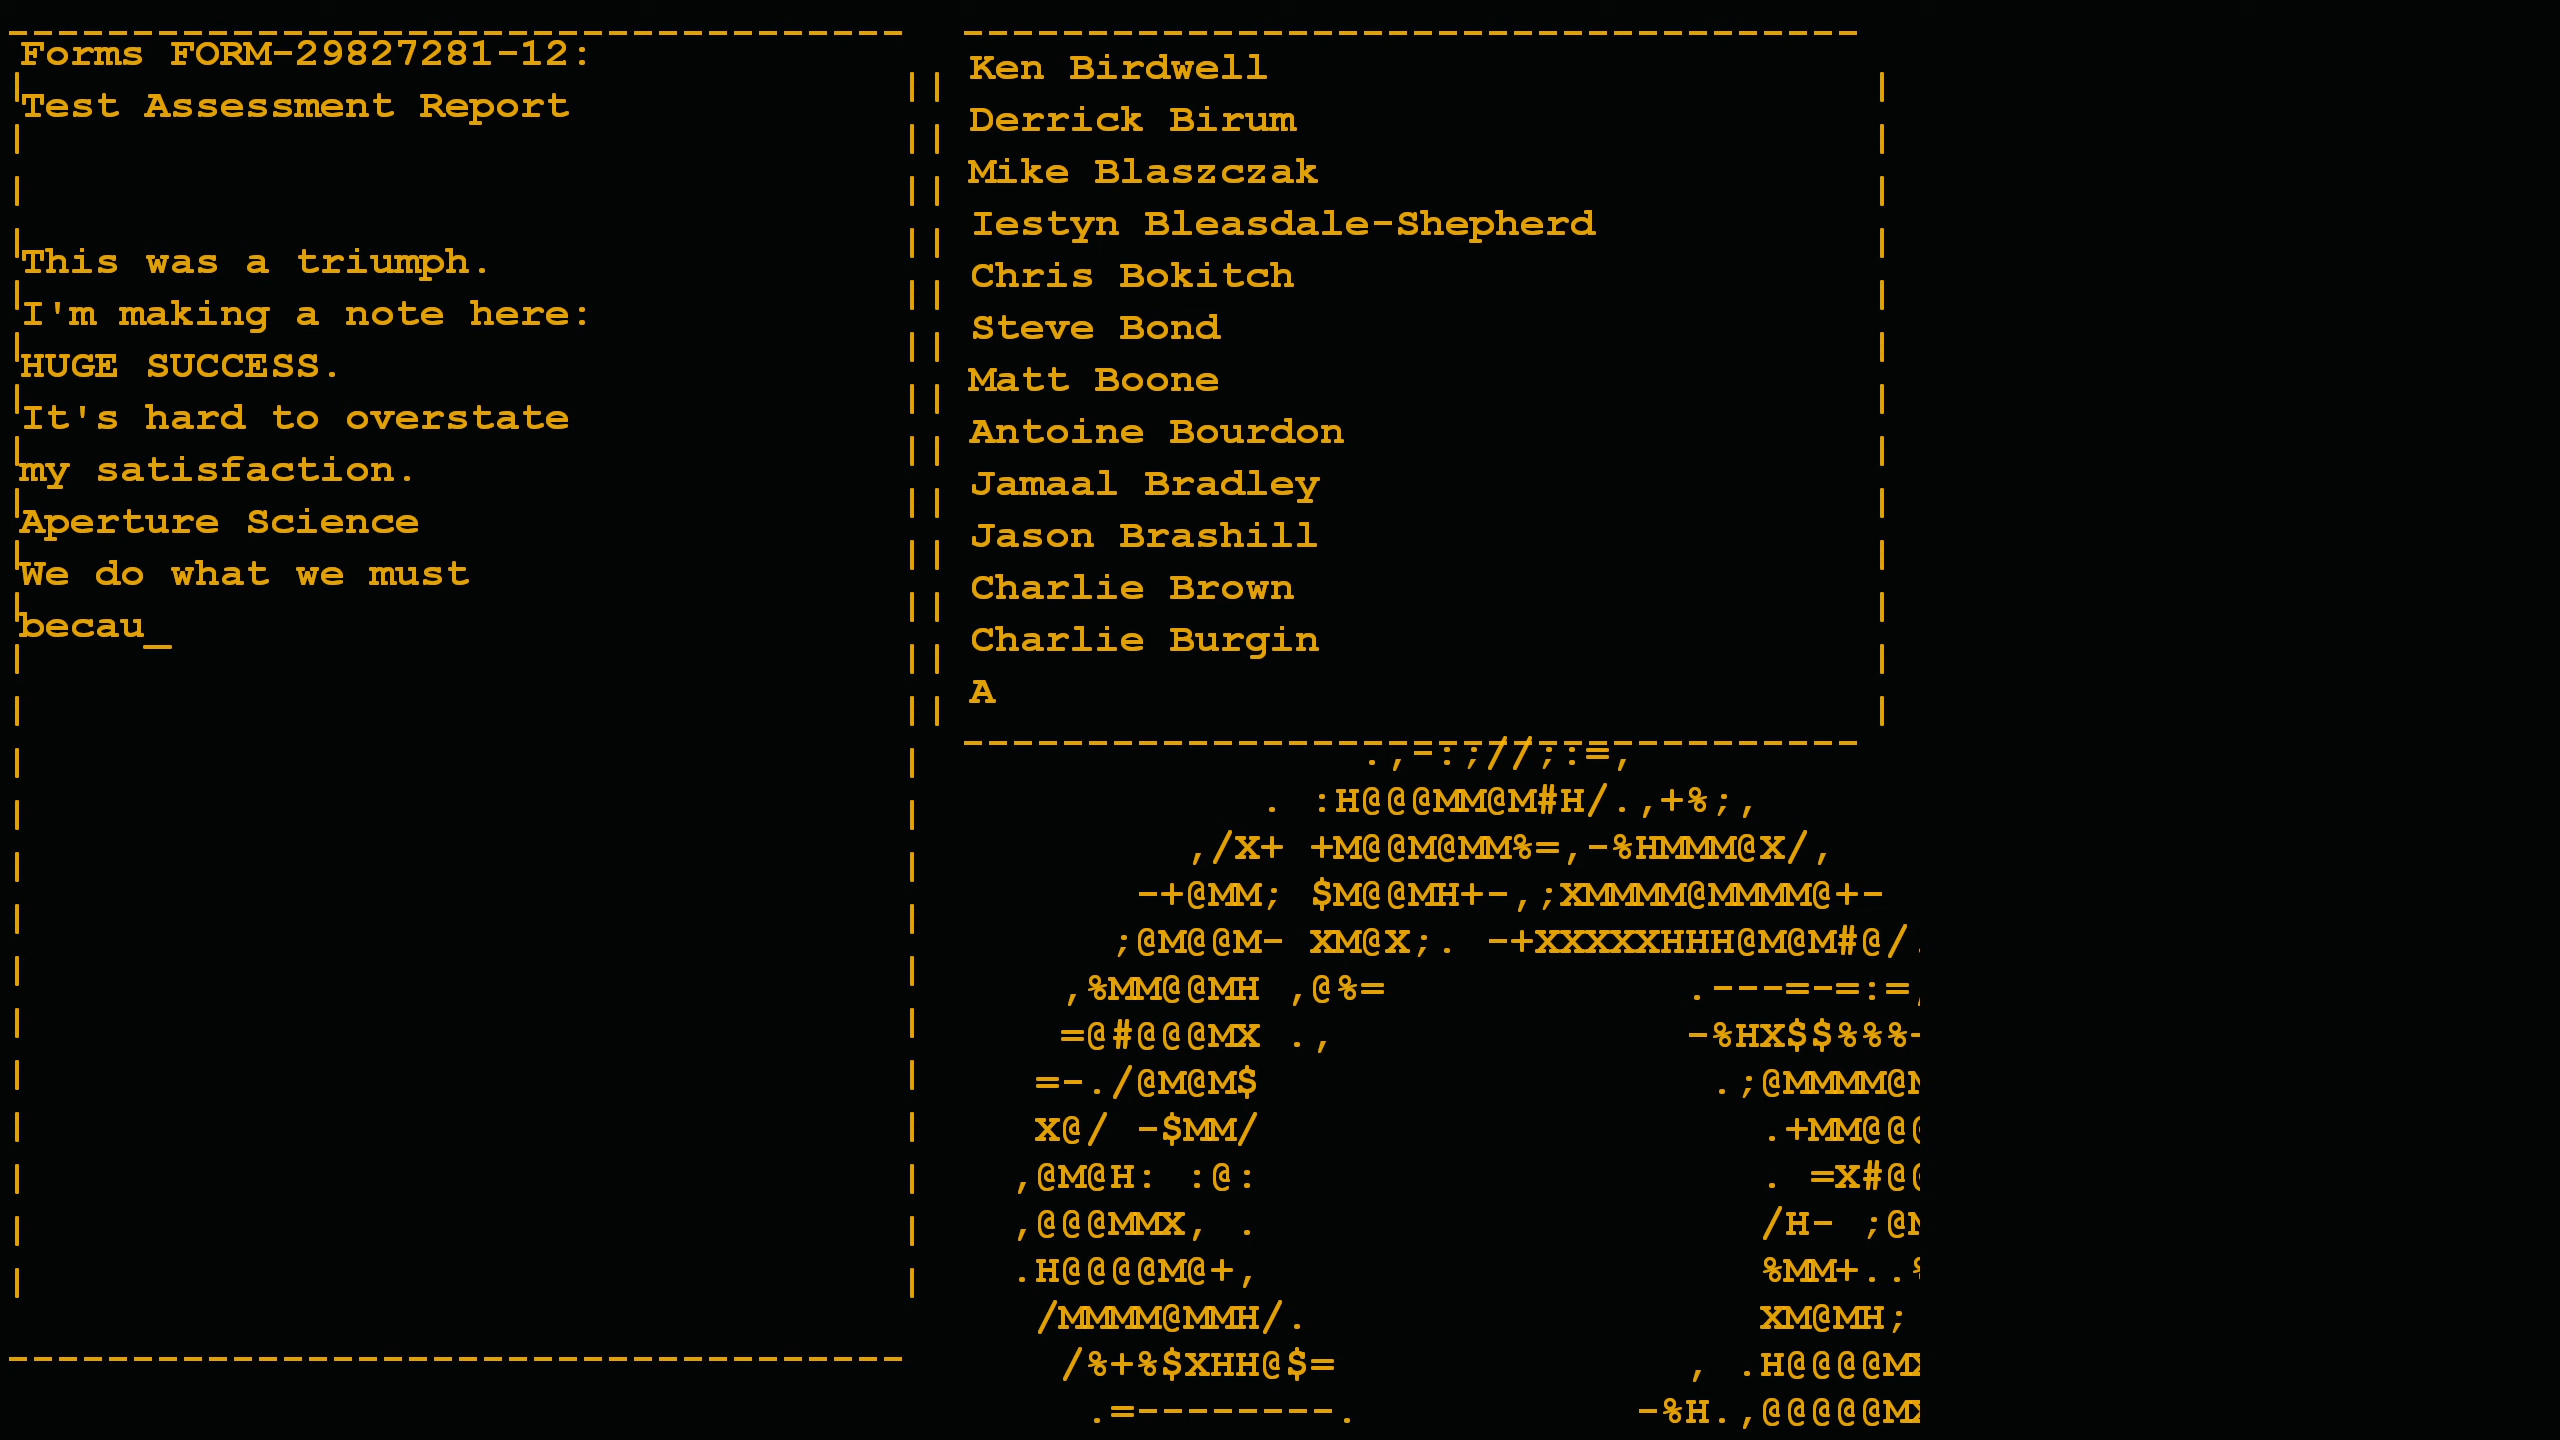 Forms FORM-29827281-12:
Test Assessment Report
This was a triumph.
I'm making a note here:
HUGE SUCCESS.
It's hard to overstate
my satisfaction.
Aperture Science
We do what we must
becau_
Ken Birdwell
Derrick Birum
Mike Blaszczak
Iestyn Bleasdale-Shepherd
Chris Bokitch
Steve Bond
Matt Boone
Antoine Bourdon
Jamaal Bradley
Jason Brashill
Charlie Brown
Charlie Burgin
A